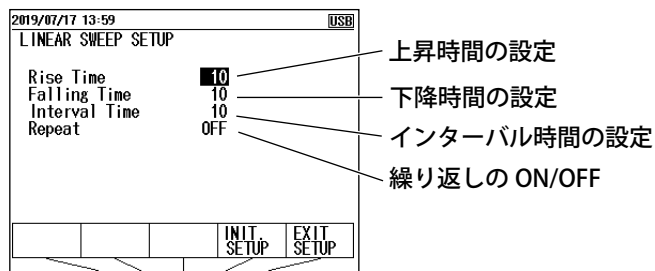 2019/07/17 13:59 USB
LINEAR SWEEP SETUP
Rise Time 10 上昇時間の設定
Falling Time 10 下降時間の設定
Interval Time 10 インターバル時間の設定
Repeat OFF 繰り返しの ON/OFF
INIT. SETUP EXIT SETUP